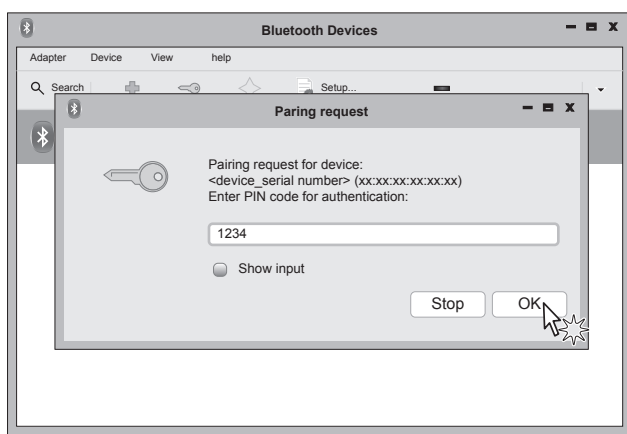 Bluetooth Devices
Adapter Device View help
Search Setup...
Paring request
Pairing request for device:
<device_serial number> (xx:xx:xx:xx:xx:xx)
Enter PIN code for authentication:
1234
Show input
Stop OK